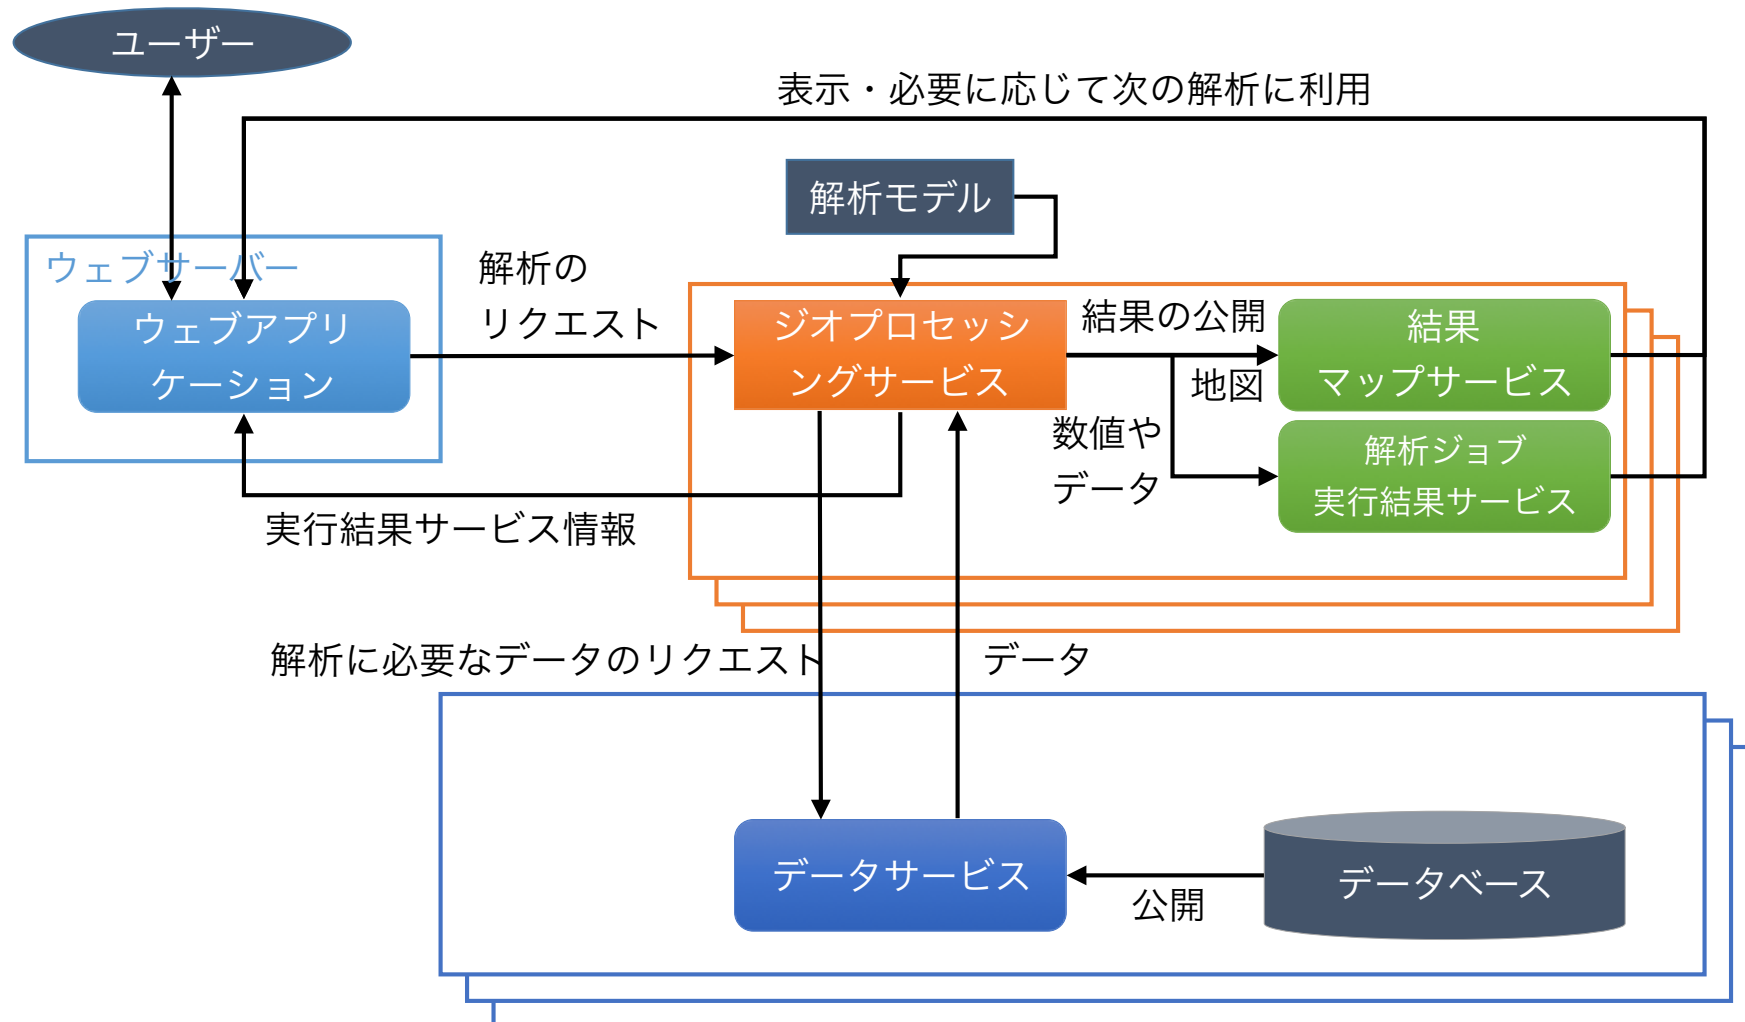 ユーザー
表示・必要に応じて次の解析に利用
解析モデル
ウェブサーバー
解析の
リクエスト
ウェブアプリ
ケーション
ジオプロセッシ
ングサービス
結果の公開
地図
数値や
データ
結果
マップサービス
解析ジョブ
実行結果サービス
実行結果サービス情報
解析に必要なデータのリクエスト
データ
データサービス
公開
データベース